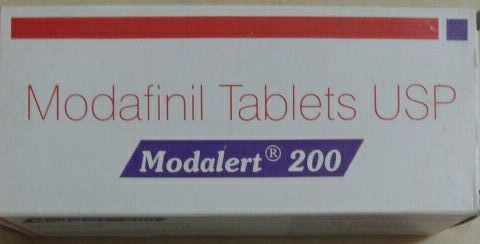 Modafinil Tablets USP
Modalert® 200